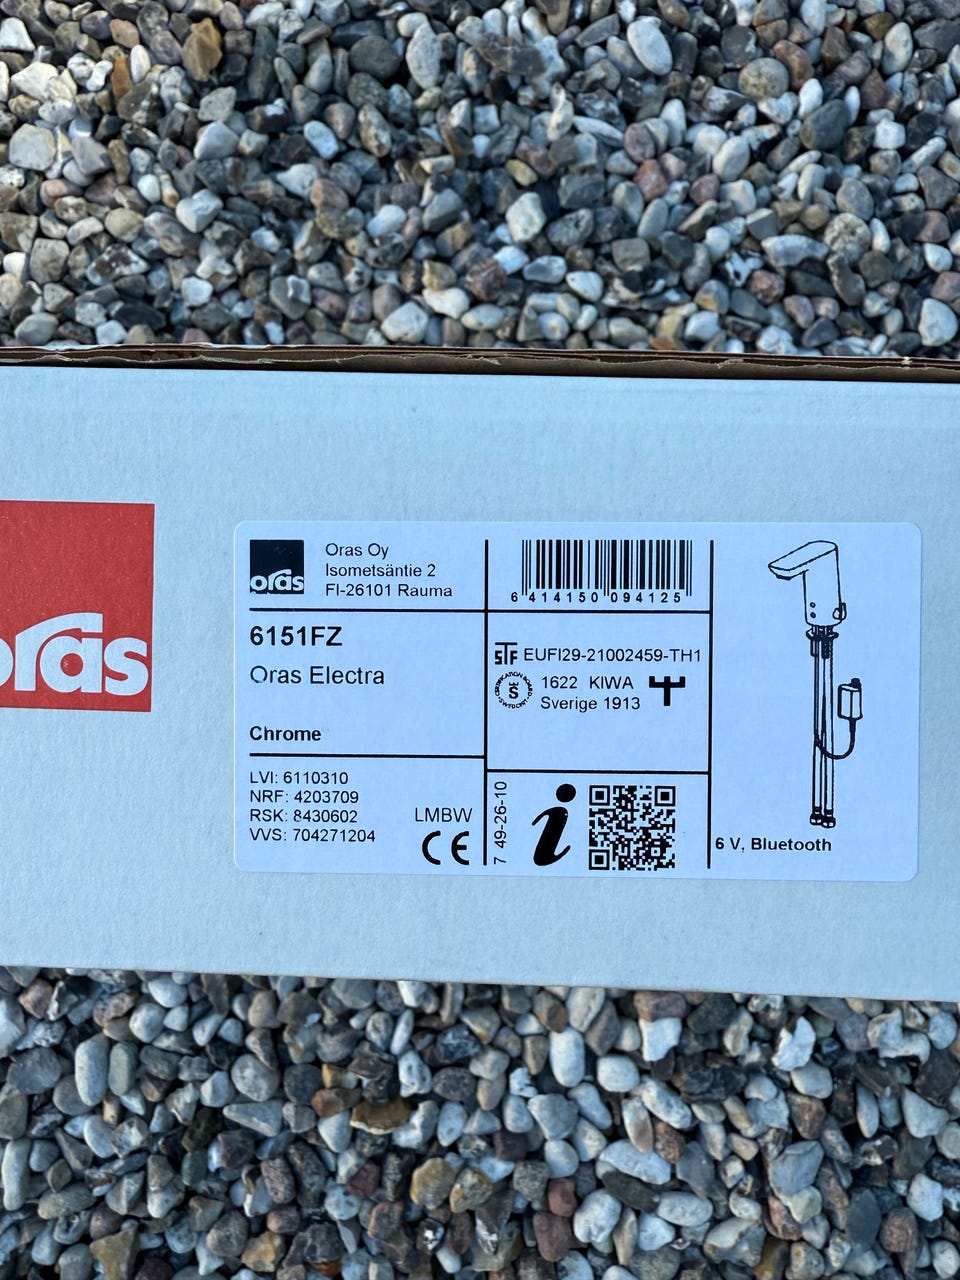 oras
oras
Oras Oy
Isometsäntie 2
FI-26101 Rauma
6 414150 094125
6151FZ
Oras Electra
Chrome
STF EUFI29-21002459-TH1
1622 KIWA
Sverige 1913
LVI: 6110310
NRF: 4203709
RSK: 8430602
VVS: 704271204
LMBW
CE
7 49-26-10
i
6 V, Bluetooth